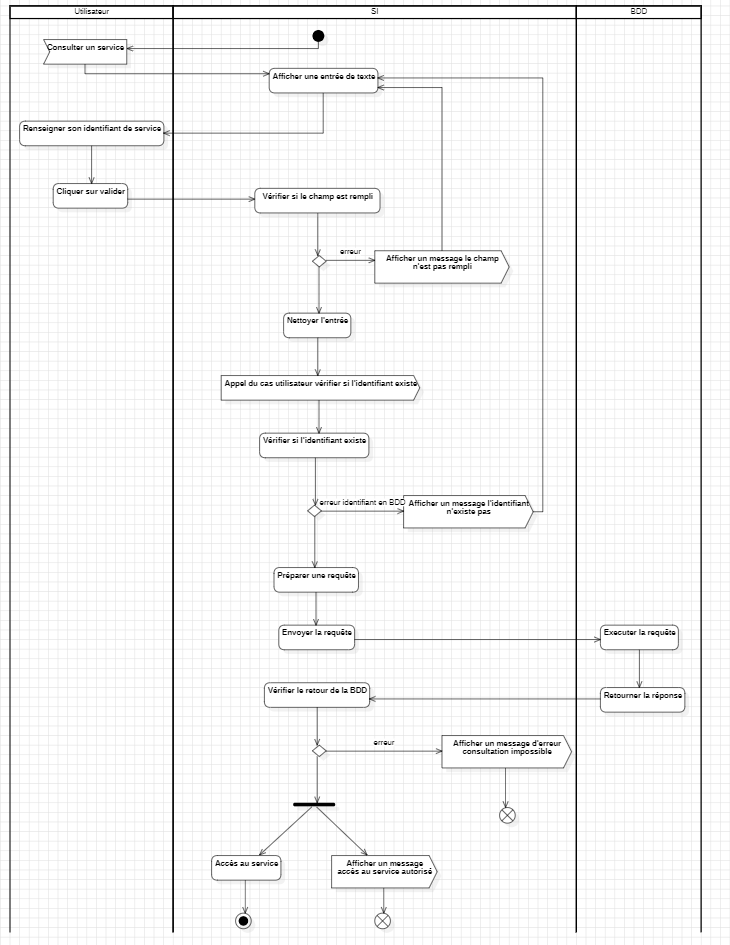 Utilisateur
SI
BDD
Consulter un service
Afficher une entrée de texte
Renseigner son identifiant de service
Cliquer sur valider
Vérifier si le champ est rempli
erreur
Afficher un message le champ
n'est pas rempli
Nettoyer l'entrée
Appel du cas utilisateur vérifier si l'identifiant existe
Vérifier si l'identifiant existe
erreur identifiant en BDD
Afficher un message l'identifiant
n'existe pas
Préparer une requête
Envoyer la requête
Executer la requête
Vérifier le retour de la BDD
Retourner la réponse
erreur
Afficher un message d'erreur
consultation impossible
Accès au service
Afficher un message
accès au service autorisé